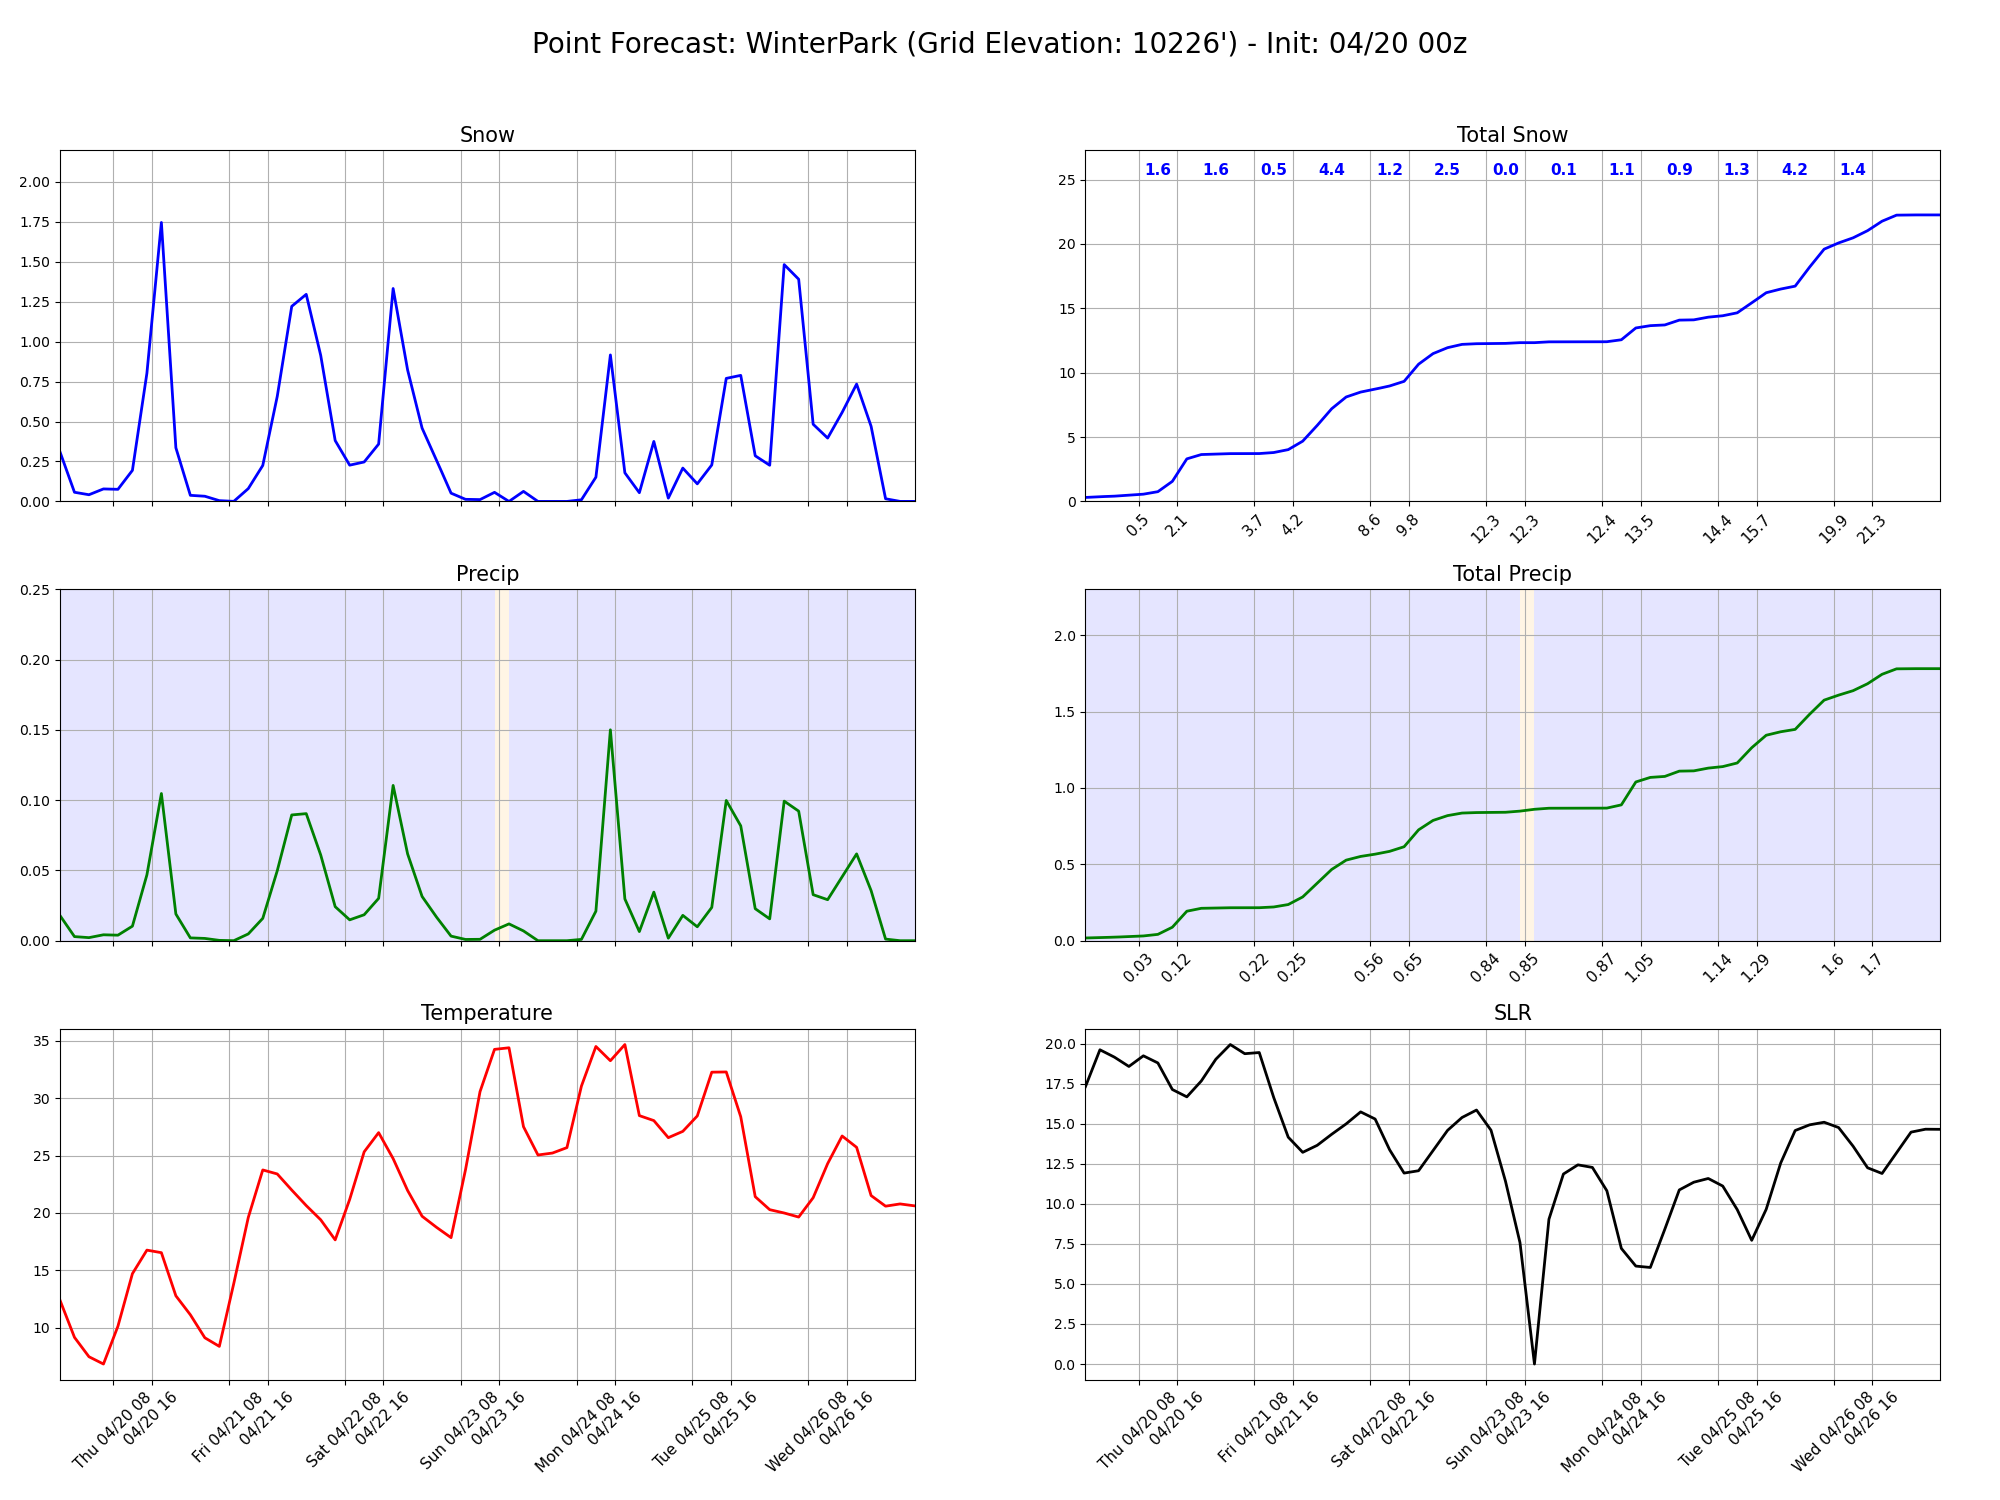 Point Forecast: WinterPark (Grid Elevation: 10226') - Init: 04/20 00z
Snow
2.00
1.75
1.50
1.25
1.00
0.75
0.50
0.25
0.00
Total Snow
1.6 1.6 0.5 4.4 1.2 2.5 0.0 0.1 1.1 0.9 1.3 4.2 1.4
25
20
15
10
5
0
0.5 2.1 3.7 4.2 8.6 9.8 12.3 12.3 12.4 13.5 14.4 15.7 19.9 21.3
Precip
0.25
0.20
0.15
0.10
0.05
0.00
Total Precip
2.0
1.5
1.0
0.5
0.0
0.03 0.12 0.22 0.25 0.56 0.65 0.84 0.85 0.87 1.05 1.14 1.29 1.6 1.7
Temperature
35
30
25
20
15
10
Thu 04/20 08
04/20 16
Fri 04/21 08
04/21 16
Sat 04/22 08
04/22 16
Sun 04/23 08
04/23 16
Mon 04/24 08
04/24 16
Tue 04/25 08
04/25 16
Wed 04/26 08
04/26 16
SLR
20.0
17.5
15.0
12.5
10.0
7.5
5.0
2.5
0.0
Thu 04/20 08
04/20 16
Fri 04/21 08
04/21 16
Sat 04/22 08
04/22 16
Sun 04/23 08
04/23 16
Mon 04/24 08
04/24 16
Tue 04/25 08
04/25 16
Wed 04/26 08
04/26 16